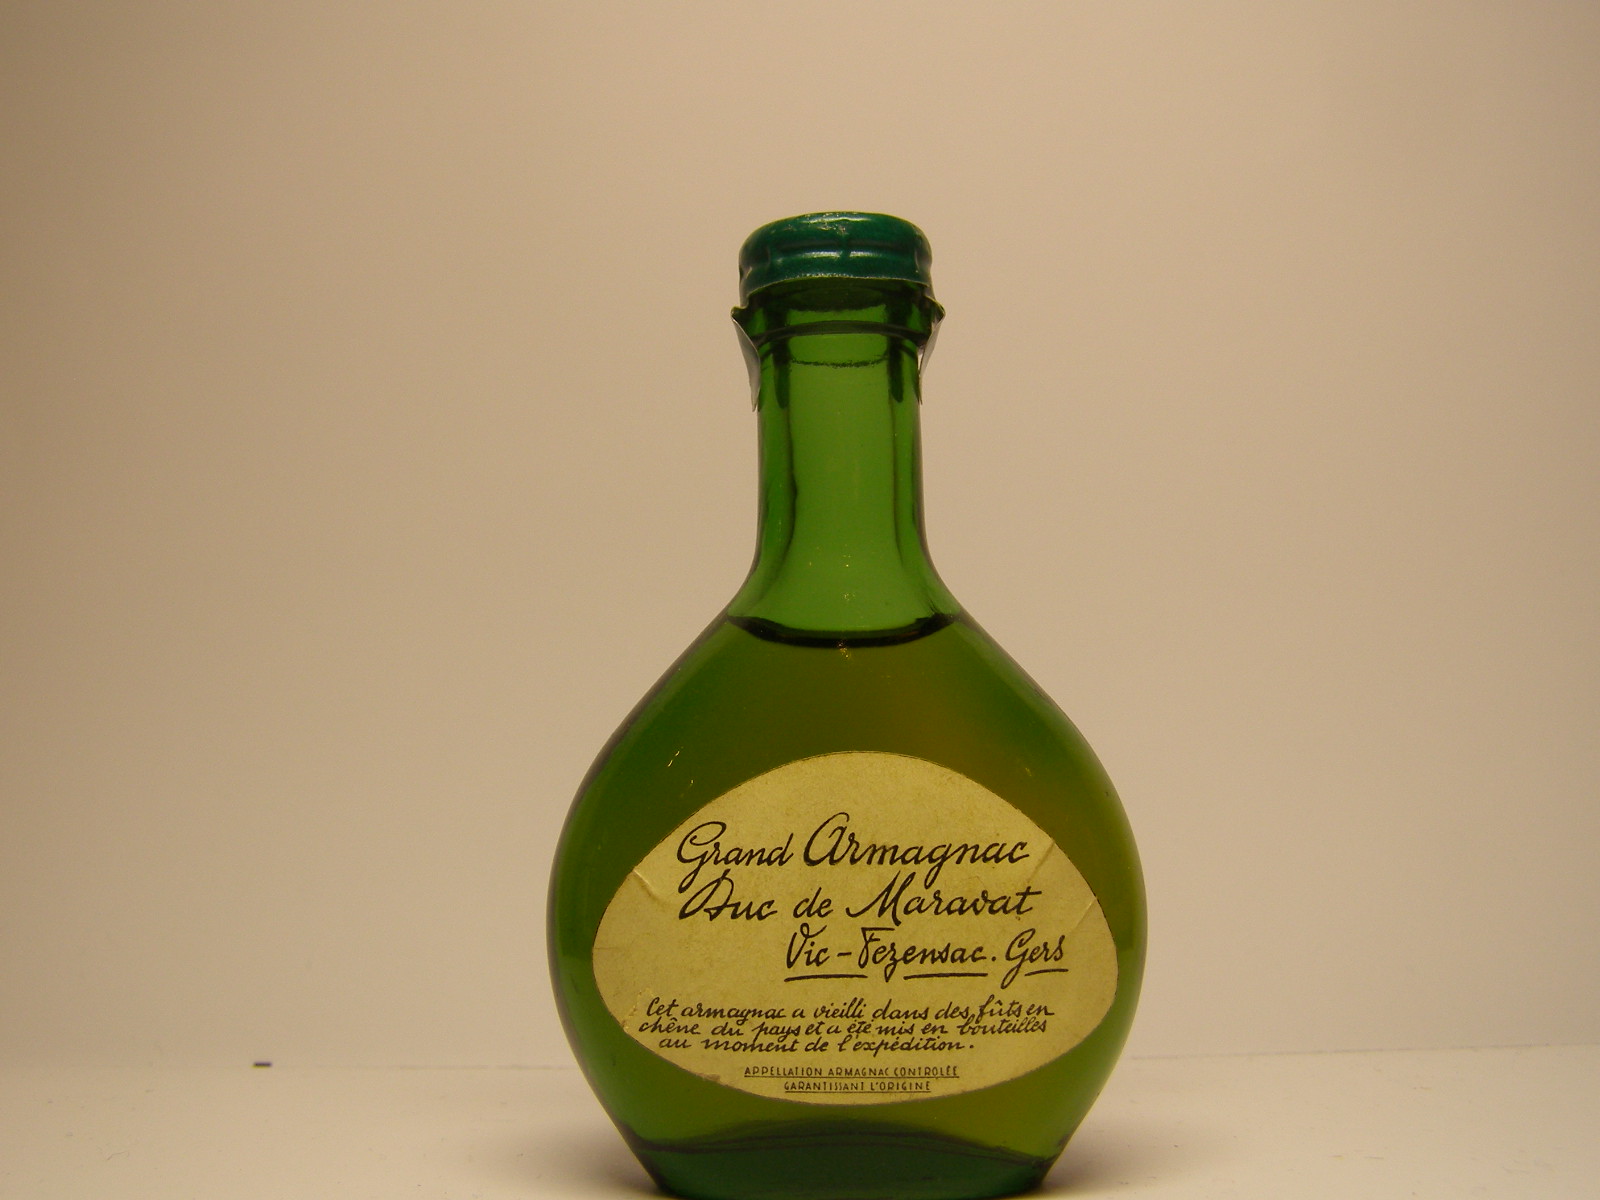 Grand Armagnac
Duc de Maravat
Vic-Fezensac. Gers
Cet armagnac a vieilli dans des fûts en
chêne du pays et a été mis en bouteilles
au moment de l'expédition.
APPELLATION ARMAGNAC CONTROLÉE
GARANTISSANT L'ORIGINE